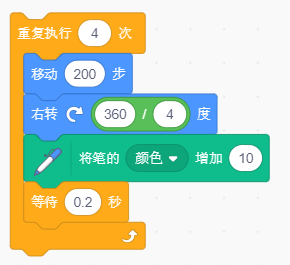 重复执行 4 次
移动 200 步
右转 360 / 4 度
将笔的 颜色 增加 10
等待 0.2 秒